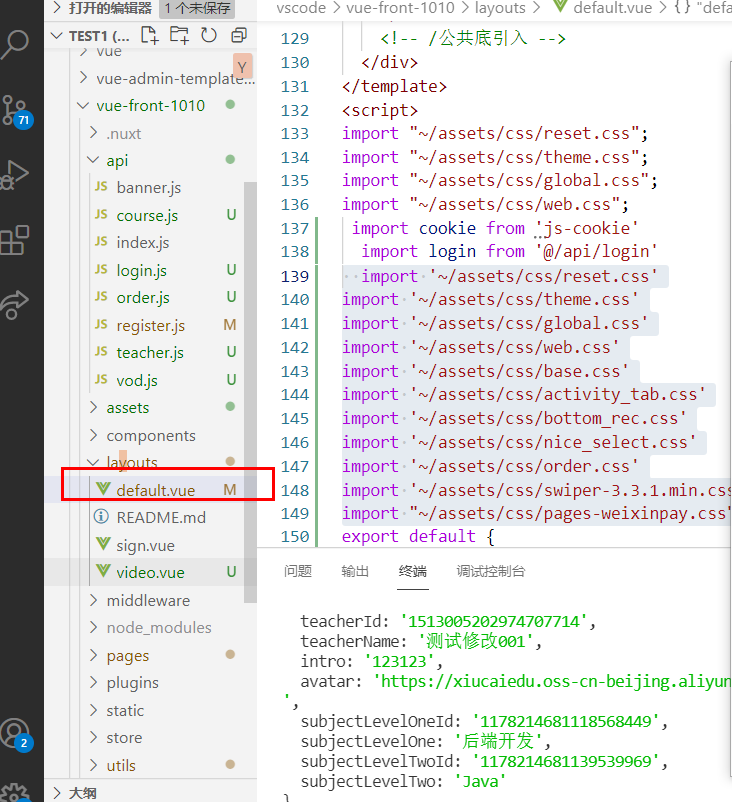 打开的编辑器
1 个未保存
TEST1 (...
vue
vue-admin-template...
Y
vue-front-1010
.nuxt
api
JS banner.js
JS course.js U
JS index.js
JS login.js U
JS order.js U
JS register.js M
JS teacher.js U
JS vod.js U
assets
components
layouts
default.vue M
README.md
sign.vue
video.vue U
middleware
node_modules
pages
plugins
static
store
utils
大纲
71
2
vscode > vue-front-1010 > layouts > default.vue > {} "def
129 <!-- /公共底引入 -->
130 </div>
131 </template>
132 <script>
133 import "~/assets/css/reset.css";
134 import "~/assets/css/theme.css";
135 import "~/assets/css/global.css";
136 import "~/assets/css/web.css";
137 import cookie from 'js-cookie'
138 import login from '@/api/login'
139 import '~/assets/css/reset.css'
140 import '~/assets/css/theme.css'
141 import '~/assets/css/global.css'
142 import '~/assets/css/web.css'
143 import '~/assets/css/base.css'
144 import '~/assets/css/activity_tab.css'
145 import '~/assets/css/bottom_rec.css'
146 import '~/assets/css/nice_select.css'
147 import '~/assets/css/order.css'
148 import '~/assets/css/swiper-3.3.1.min.css
149 import "~/assets/css/pages-weixinpay.css"
150 export default {
问题 输出 终端 调试控制台
teacherId: '1513005202974707714',
teacherName: '测试修改001',
intro: '123123',
avatar: 'https://xiucaiedu.oss-cn-beijing.aliyun
',
subjectLevelOneId: '1178214681118568449',
subjectLevelOne: '后端开发',
subjectLevelTwoId: '1178214681139539969',
subjectLevelTwo: 'Java'
}